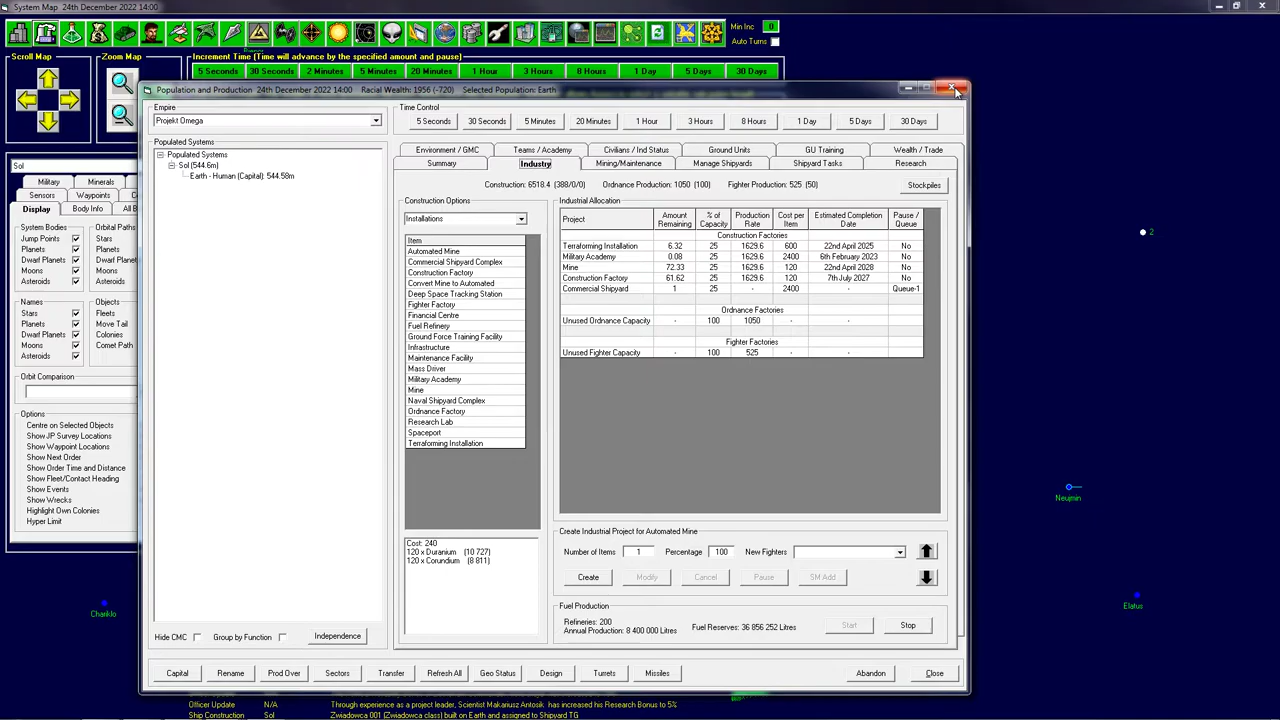 System Map  24th December 2022 14:00
Min Inc 0
Auto Turns
Scroll Map
Zoom Map
Increment Time (Time will advance by the specified amount and pause)
5 Seconds 30 Seconds 2 Minutes 5 Minutes 20 Minutes 1 Hour 3 Hours 8 Hours 1 Day 5 Days 30 Days
Population and Production  24th December 2022 14:00  Racial Wealth: 1956 (-720)  Selected Population: Earth
Empire
Projekt Omega
Time Control
5 Seconds 30 Seconds 5 Minutes 20 Minutes 1 Hour 3 Hours 8 Hours 1 Day 5 Days 30 Days
Populated Systems
Populated Systems
Sol (544.6m)
Earth - Human (Capital): 544.58m
Environment / GMC Teams / Academy Civilians / Ind Status Ground Units GU Training Wealth / Trade
Summary Industry Mining/Maintenance Manage Shipyards Shipyard Tasks Research
Construction: 6518.4 (388/0/0) Ordnance Production: 1050 (100) Fighter Production: 525 (50) Stockpiles
Construction Options
Installations
Item
Automated Mine
Commercial Shipyard Complex
Construction Factory
Convert Mine to Automated
Deep Space Tracking Station
Fighter Factory
Financial Centre
Fuel Refinery
Ground Force Training Facility
Infrastructure
Maintenance Facility
Mass Driver
Military Academy
Mine
Naval Shipyard Complex
Ordnance Factory
Research Lab
Spaceport
Terraforming Installation
Industrial Allocation
Project Amount Remaining % of Capacity Production Rate Cost per Item Estimated Completion Date Pause / Queue
Construction Factories
Terraforming Installation 6.32 25 1629.6 600 22nd April 2025 No
Military Academy 0.08 25 1629.6 2400 6th February 2023 No
Mine 72.33 25 1629.6 120 22nd April 2028 No
Construction Factory 61.62 25 1629.6 120 7th July 2027 No
Commercial Shipyard 1 25 - 2400 - Queue-1
Ordnance Factories
Unused Ordnance Capacity - 100 1050 - -
Fighter Factories
Unused Fighter Capacity - 100 525 - -
Cost: 240
120 x Duranium (10 727)
120 x Corundium (8 811)
Create Industrial Project for Automated Mine
Number of Items 1 Percentage 100 New Fighters
Create Modify Cancel Pause SM Add
Fuel Production
Refineries: 200
Annual Production: 8 400 000 Litres
Fuel Reserves: 36 856 252 Litres
Start Stop
Hide CMC Group by Function Independence
Capital Rename Prod Over Sectors Transfer Refresh All Geo Status Design Turrets Missiles Abandon Close
Sol
Military Minerals
Sensors Waypoints
Display Body Info All B
System Bodies
Jump Points
Planets
Dwarf Planets
Moons
Asteroids
Orbital Paths
Stars
Planets
Dwarf Planets
Moons
Asteroids
Names
Stars
Planets
Dwarf Planets
Moons
Asteroids
Objects
Fleets
Move Tail
Colonies
Comet Path
Orbit Comparison
Options
Centre on Selected Objects
Show JP Survey Locations
Show Waypoint Locations
Show Next Order
Show Order Time and Distance
Show Fleet/Contact Heading
Show Events
Show Wrecks
Highlight Own Colonies
Hyper Limit
2
Neujmin
Chariklo
Elatus
Officer Update N/A Through experience as a project leader, Scientist Makariusz Antosik has increased his Research Bonus to 5%
Ship Construction Sol Zwiadowca 001 (Zwiadowca class) built on Earth and assigned to Shipyard TG